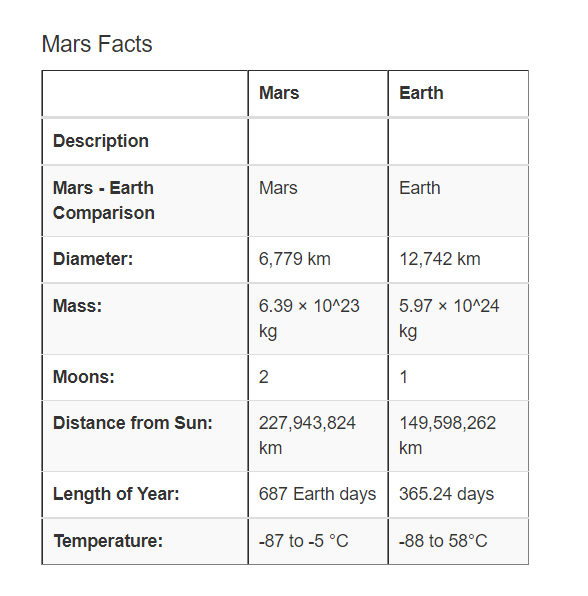 Mars Facts
Mars Earth
Description
Mars - Earth Mars Earth
Comparison
Diameter: 6,779 km 12,742 km
Mass: 6.39 × 10^23 5.97 × 10^24
kg kg
Moons: 2 1
Distance from Sun: 227,943,824 149,598,262
km km
Length of Year: 687 Earth days 365.24 days
Temperature: -87 to -5 °C -88 to 58°C